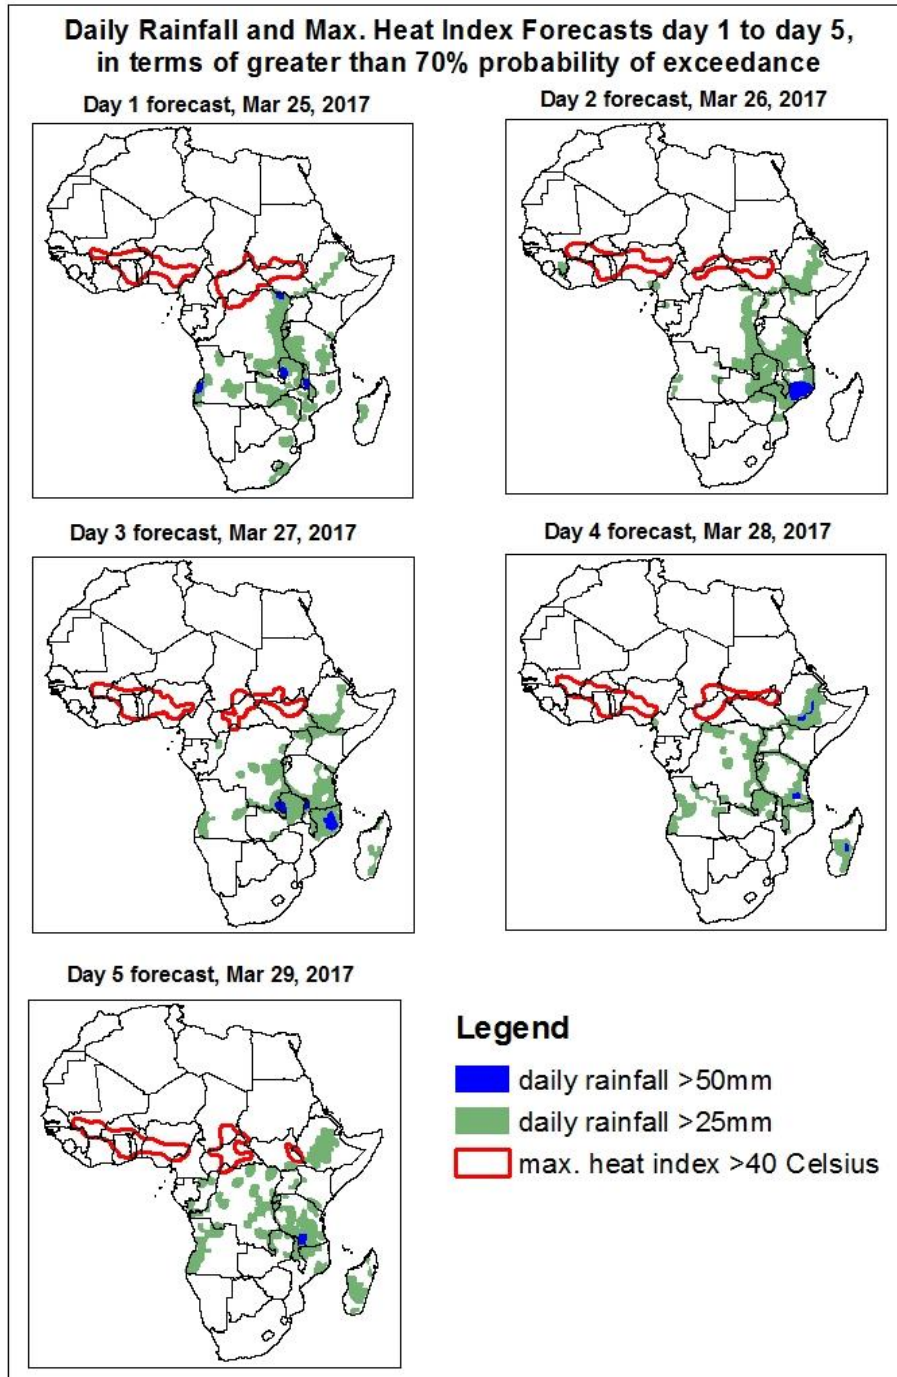 Daily Rainfall and Max. Heat Index Forecasts day 1 to day 5,
in terms of greater than 70% probability of exceedance
Day 1 forecast, Mar 25, 2017
Day 2 forecast, Mar 26, 2017
Day 3 forecast, Mar 27, 2017
Day 4 forecast, Mar 28, 2017
Day 5 forecast, Mar 29, 2017
Legend
daily rainfall >50mm
daily rainfall >25mm
max. heat index >40 Celsius